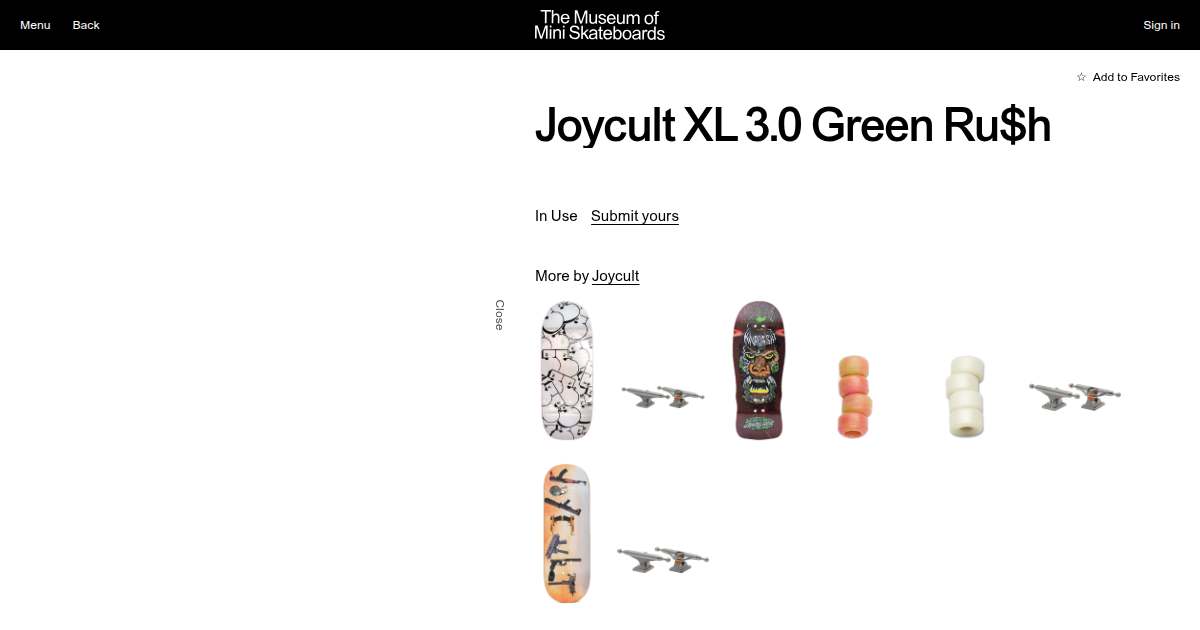 Menu
Back
The Museum of
Mini Skateboards
Sign in
☆ Add to Favorites
Joycult XL 3.0 Green Ru$h
In Use Submit yours
More by Joycult
Close
Joycult